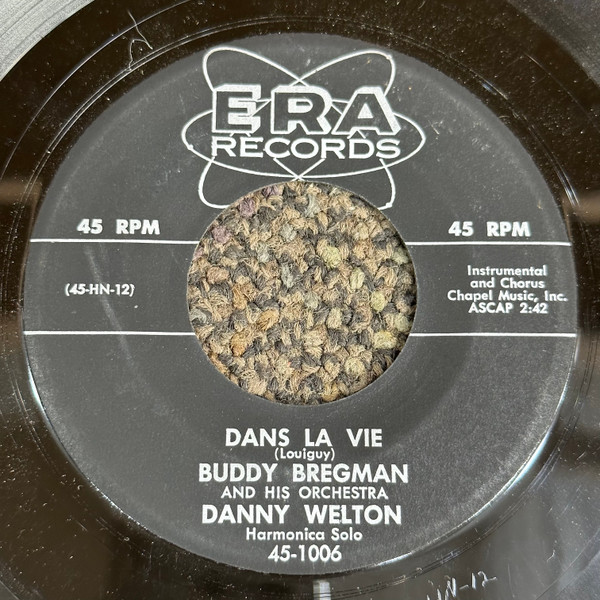 ERA
RECORDS
45 RPM
45 RPM
(45-HN-12)
Instrumental
and Chorus
Chapel Music, Inc.
ASCAP 2:42
DANS LA VIE
(Louiguy)
BUDDY BREGMAN
AND HIS ORCHESTRA
DANNY WELTON
Harmonica Solo
45-1006